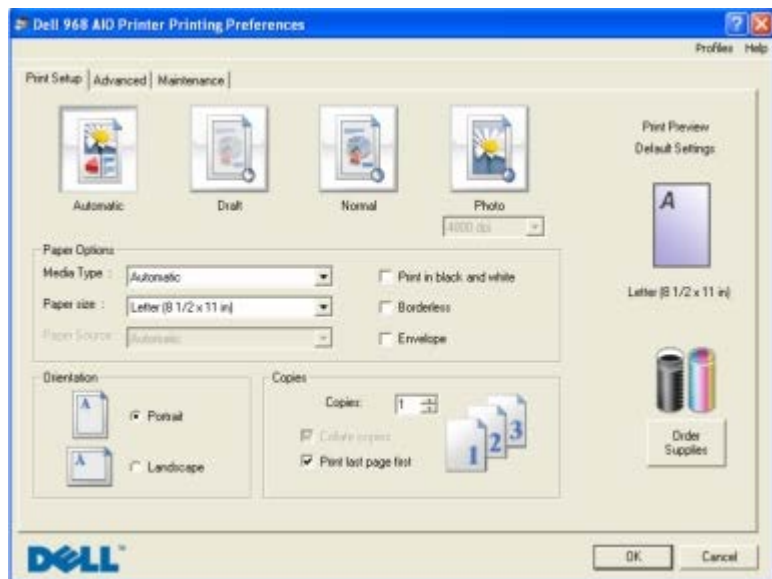 Dell 968 AIO Printer Printing Preferences
Profiles Help
Print Setup Advanced Maintenance
Automatic Draft Normal Photo
4800 dpi
Print Preview
Default Settings
A
Letter (8 1/2 x 11 in)
Paper Options
Media Type : Automatic
Print in black and white
Paper size : Letter (8 1/2 x 11 in)
Borderless
Paper Source : Automatic
Envelope
Orientation
A
Portrait
A
Landscape
Copies
Copies: 1
Collate copies
Print last page first
1 2 3
Order
Supplies
DELL
OK Cancel